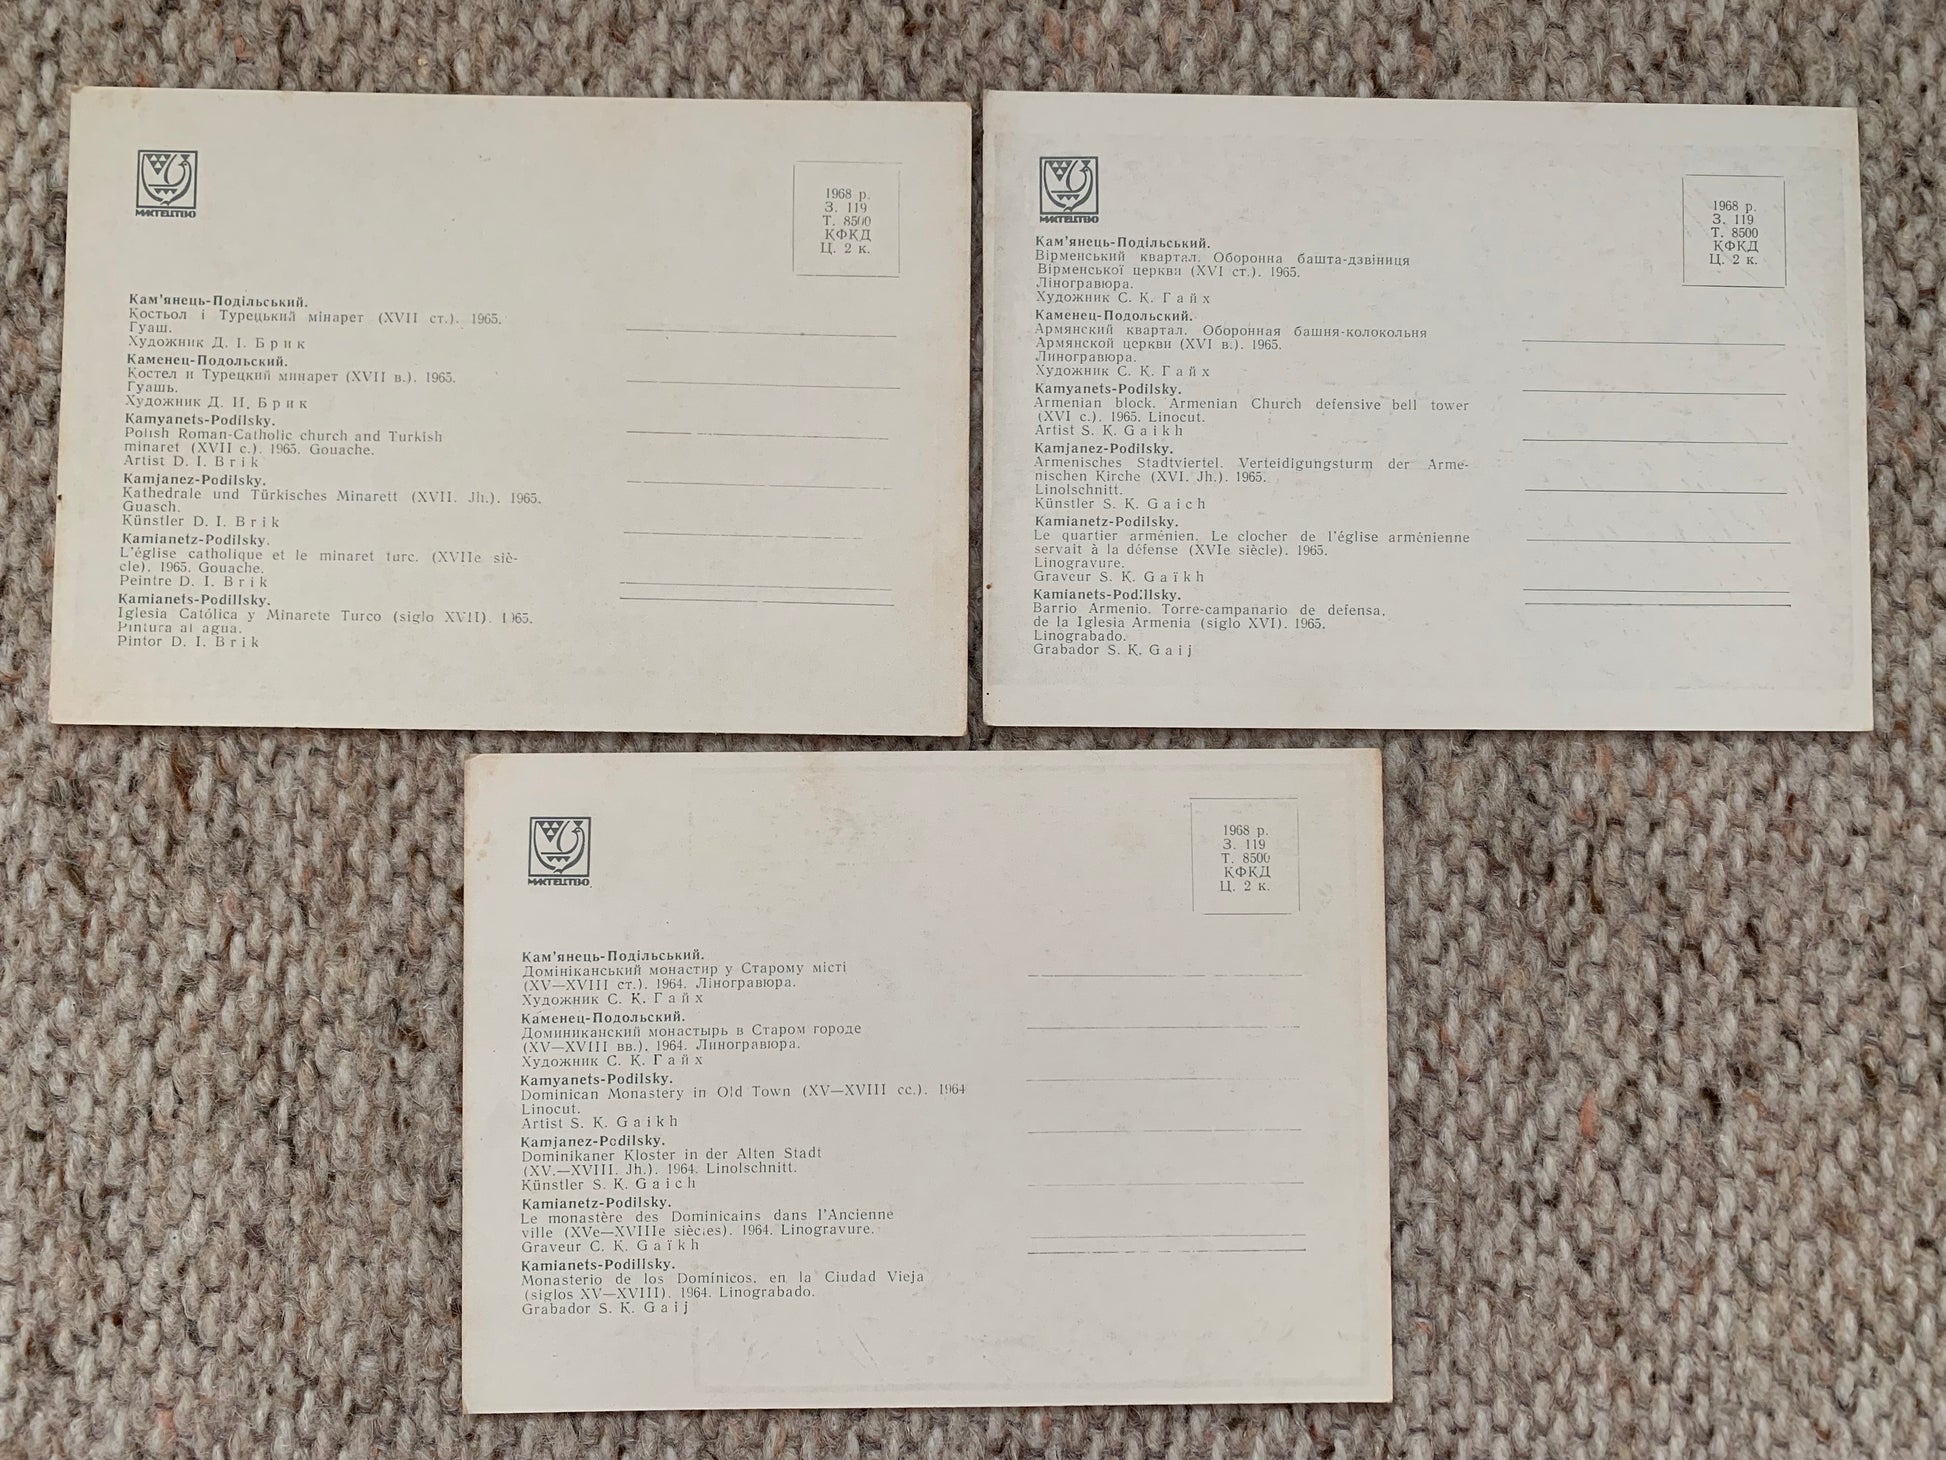 МИСТЕЦТВО
1968 р.
З. 119
Т. 8500
КФКД
Ц. 2 к.
Кам'янець-Подільський.
Костьол і Турецький мінарет (XVII ст.). 1965.
Гуаш.
Художник Д. І. Брик
Каменец-Подольский.
Костел и Турецкий минарет (XVII в.). 1965.
Гуашь.
Художник Д. И. Брик
Kamyanets-Podilsky.
Polish Roman-Catholic church and Turkish
minaret (XVII c.). 1965. Gouache.
Artist D. I. Brik
Kamjanez-Podilsky.
Kathedrale und Türkisches Minarett (XVII. Jh.). 1965.
Guasch.
Künstler D. I. Brik
Kamianetz-Podilsky.
L'église catholique et le minaret turc. (XVIIe siè-
cle). 1965. Gouache.
Peintre D. I. Brik
Kamianets-Podillsky.
Iglesia Católica y Minarete Turco (siglo XVII). 1965.
Pintura al agua.
Pintor D. I. Brik
МИСТЕЦТВО
1968 р.
З. 119
Т. 8500
КФКД
Ц. 2 к.
Кам'янець-Подільський.
Вірменський квартал. Оборонна башта-дзвіниця
Вірменської церкви (XVI ст.). 1965.
Ліногравюра.
Художник С. К. Гайх
Каменец-Подольский.
Армянский квартал. Оборонная башня-колокольня
Армянской церкви (XVI в.). 1965.
Линогравюра.
Художник С. К. Гайх
Kamyanets-Podilsky.
Armenian block. Armenian Church defensive bell tower
(XVI c.). 1965. Linocut.
Artist S. K. Gaikh
Kamjanez-Podilsky.
Armenisches Stadtviertel. Verteidigungsturm der Arme-
nischen Kirche (XVI. Jh.). 1965.
Linolschnitt.
Künstler S. K. Gaich
Kamianetz-Podilsky.
Le quartier arménien. Le clocher de l'église arménienne
servait à la défense (XVIe siècle). 1965.
Linogravure.
Graveur S. K. Gaïkh
Kamianets-Podillsky.
Barrio Armenio. Torre-campanario de defensa.
de la Iglesia Armenia (siglo XVI). 1965.
Linograbado.
Grabador S. K. Gaij
МИСТЕЦТВО
1968 р.
З. 119
Т. 8500
КФКД
Ц. 2 к.
Кам'янець-Подільський.
Домініканський монастир у Старому місті
(XV—XVIII ст.). 1964. Ліногравюра.
Художник С. К. Гайх
Каменец-Подольский.
Доминиканский монастырь в Старом городе
(XV—XVIII вв.). 1964. Линогравюра.
Художник С. К. Гайх
Kamyanets-Podilsky.
Dominican Monastery in Old Town (XV—XVIII cc.). 1964
Linocut.
Artist S. K. Gaikh
Kamjanez-Podilsky.
Dominikaner Kloster in der Alten Stadt
(XV.—XVIII. Jh.). 1964. Linolschnitt.
Künstler S. K. Gaich
Kamianetz-Podilsky.
Le monastère des Dominicains dans l'Ancienne
ville (XVe—XVIIIe siècles). 1964. Linogravure.
Graveur C. K. Gaïkh
Kamianets-Podillsky.
Monasterio de los Domínicos. en la Ciudad Vieja
(siglos XV—XVIII). 1964. Linograbado.
Grabador S. K. Gaij